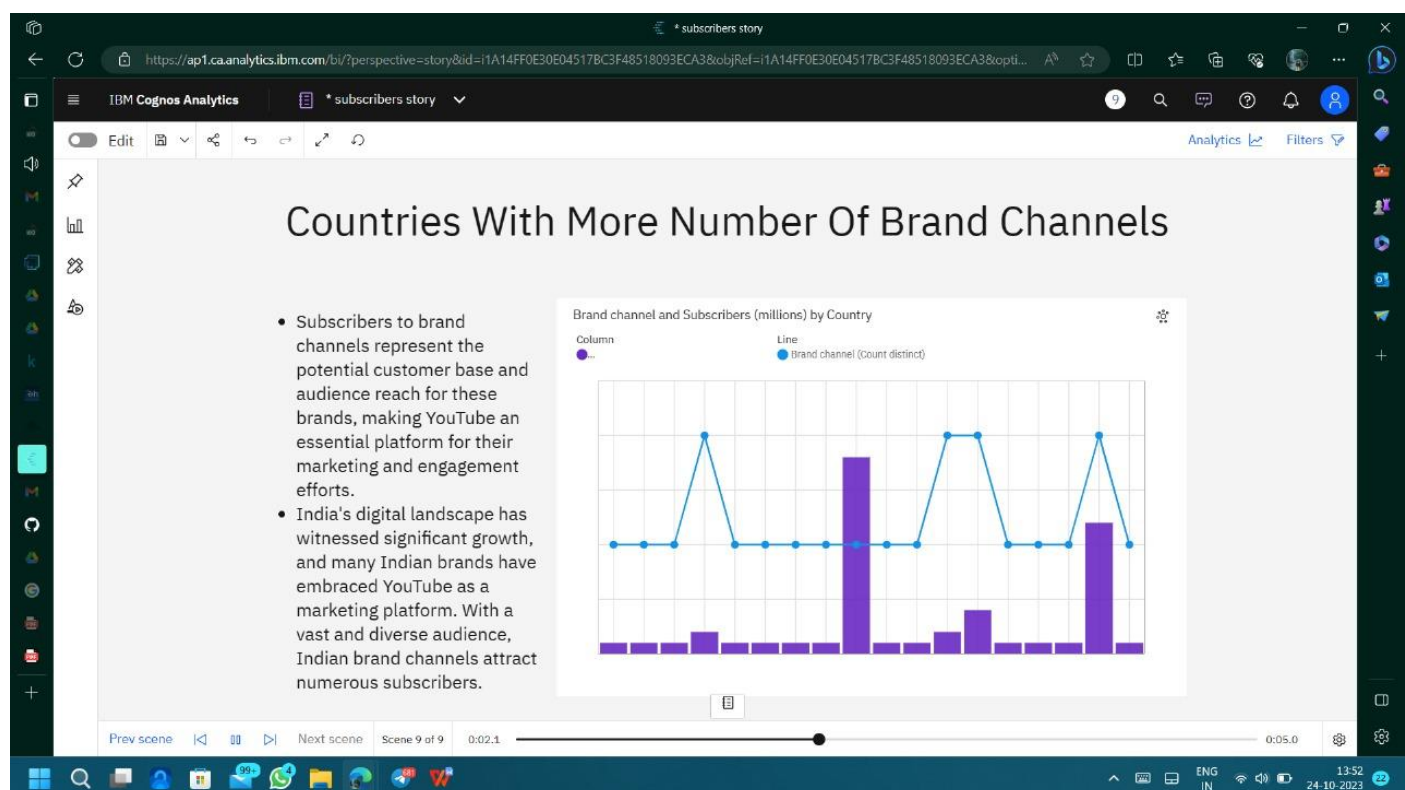 * subscribers story
https://ap1.ca.analytics.ibm.com/bi/?perspective=story&id=i1A14FF0E30E04517BC3F48518093ECA3&objRef=i1A14FF0E30E04517BC3F48518093ECA3&opti...
IBM Cognos Analytics
* subscribers story
9
Edit
Analytics
Filters
Countries With More Number Of Brand Channels
• Subscribers to brand
channels represent the
potential customer base and
audience reach for these
brands, making YouTube an
essential platform for their
marketing and engagement
efforts.
• India's digital landscape has
witnessed significant growth,
and many Indian brands have
embraced YouTube as a
marketing platform. With a
vast and diverse audience,
Indian brand channels attract
numerous subscribers.
Brand channel and Subscribers (millions) by Country
Column
...
Line
Brand channel (Count distinct)
Prev scene
Next scene
Scene 9 of 9
0:02.1
0:05.0
99+
4
ENG
IN
13:52
24-10-2023
22